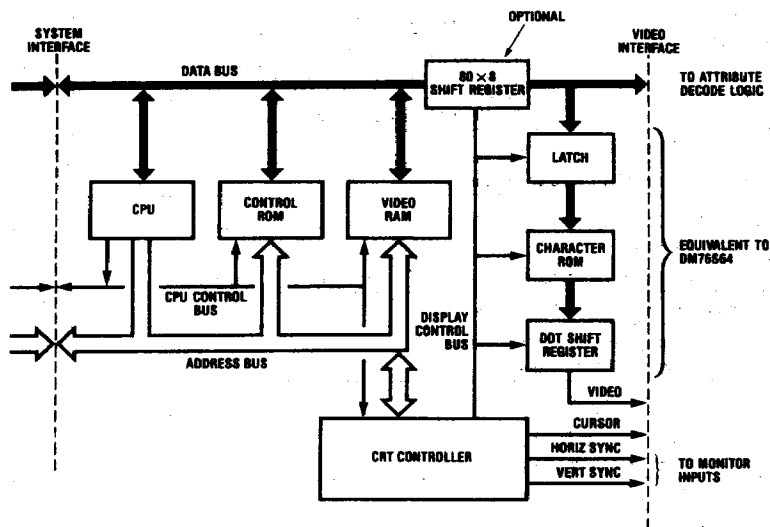 OPTIONAL
SYSTEM
INTERFACE
VIDEO
INTERFACE
DATA BUS
80 × 8
SHIFT REGISTER
TO ATTRIBUTE
DECODE LOGIC
LATCH
CPU
CONTROL
ROM
VIDEO
RAM
CHARACTER
ROM
EQUIVALENT TO
DM76S64
CPU CONTROL
BUS
DISPLAY
CONTROL
BUS
DOT SHIFT
REGISTER
ADDRESS BUS
VIDEO
CRT CONTROLLER
CURSOR
HORIZ SYNC
VERT SYNC
TO MONITOR
INPUTS